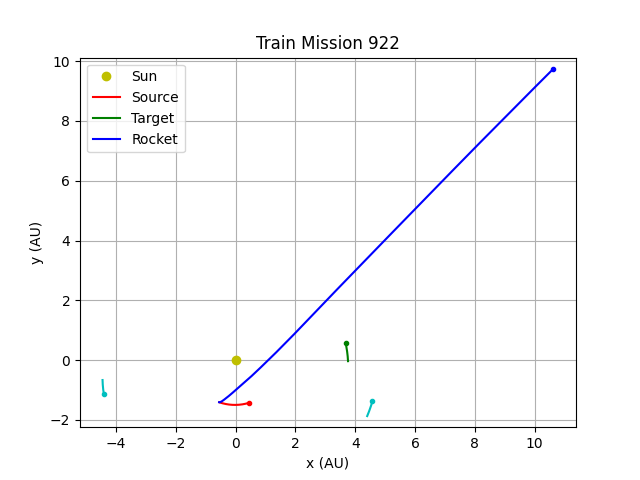 Train Mission 922
Sun
Source
Target
Rocket
y (AU)
10
8
6
4
2
0
−2
−4 −2 0 2 4 6 8 10
x (AU)